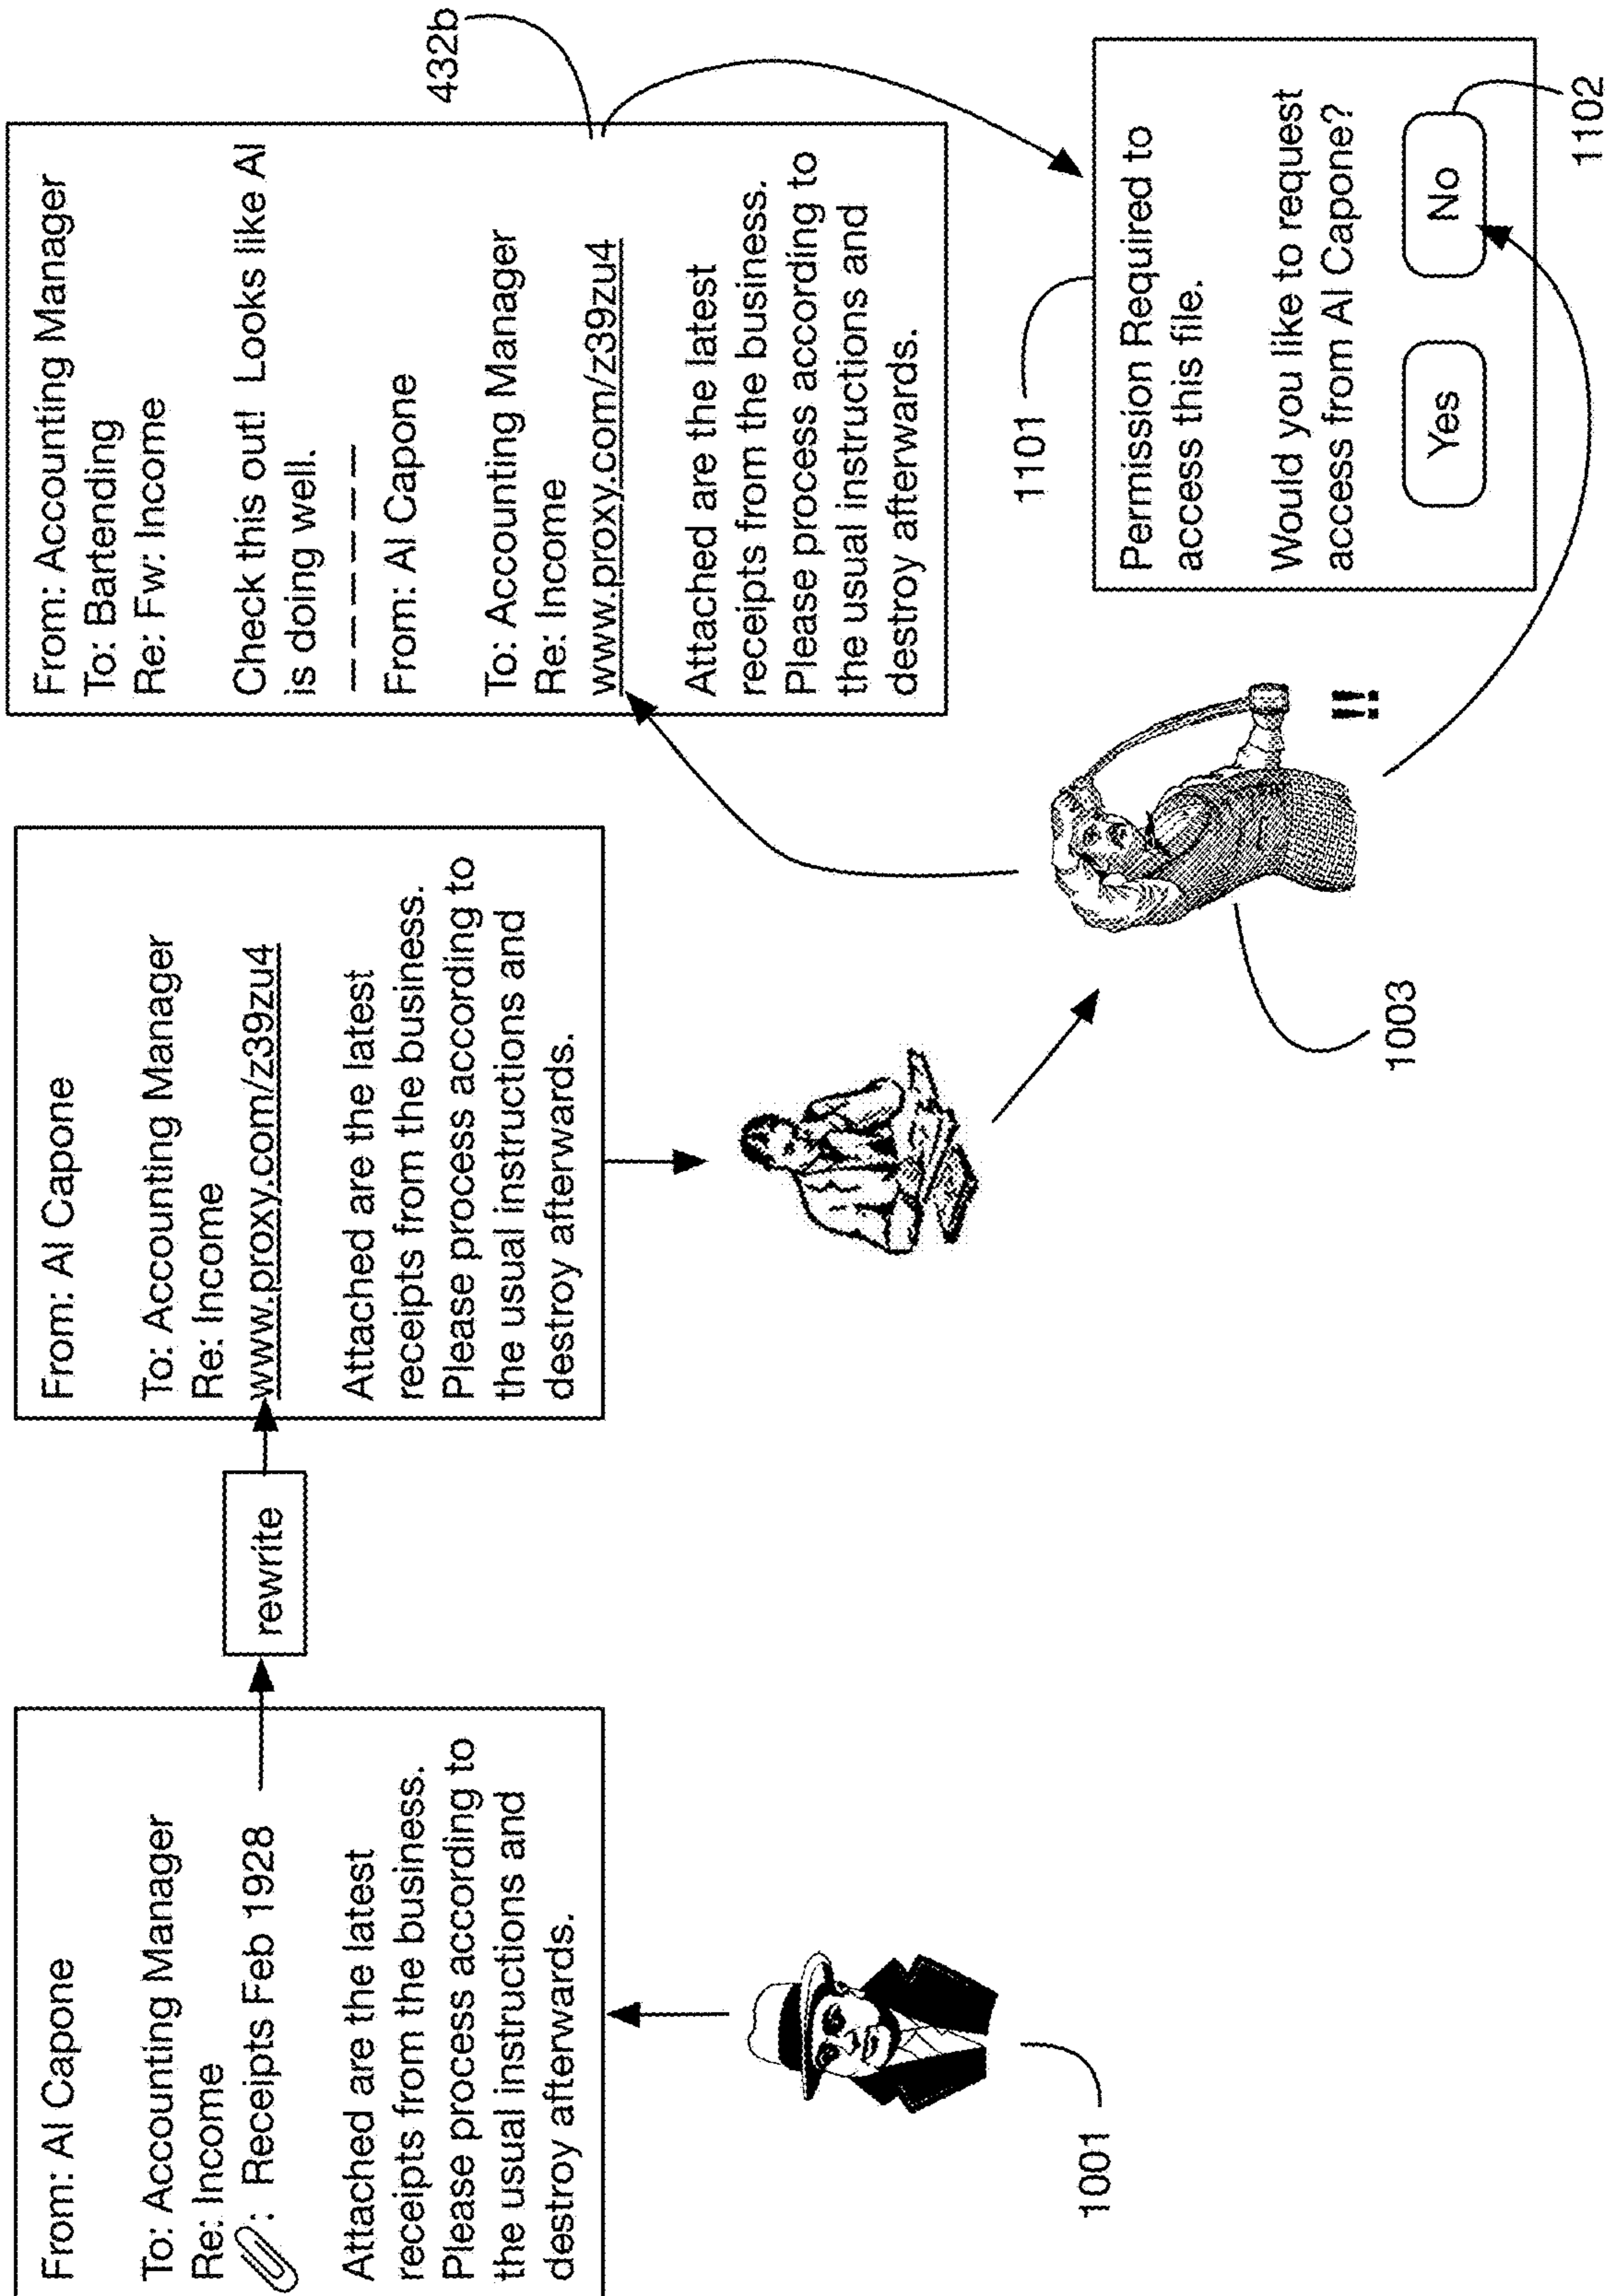 From: Al Capone
To: Accounting Manager
Re: Income
: Receipts Feb 1928
Attached are the latest
receipts from the business.
Please process according to
the usual instructions and
destroy afterwards.
1001
rewrite
From: Al Capone
To: Accounting Manager
Re: Income
www.proxy.com/z39zu4
Attached are the latest
receipts from the business.
Please process according to
the usual instructions and
destroy afterwards.
1003
!!
From: Accounting Manager
To: Bartending
Re: Fw: Income
Check this out! Looks like Al
is doing well.
— — — — — —
From: Al Capone
To: Accounting Manager
Re: Income
www.proxy.com/z39zu4
Attached are the latest
receipts from the business.
Please process according to
the usual instructions and
destroy afterwards.
432b
1101
Permission Required to
access this file.
Would you like to request
access from Al Capone?
Yes
No
1102